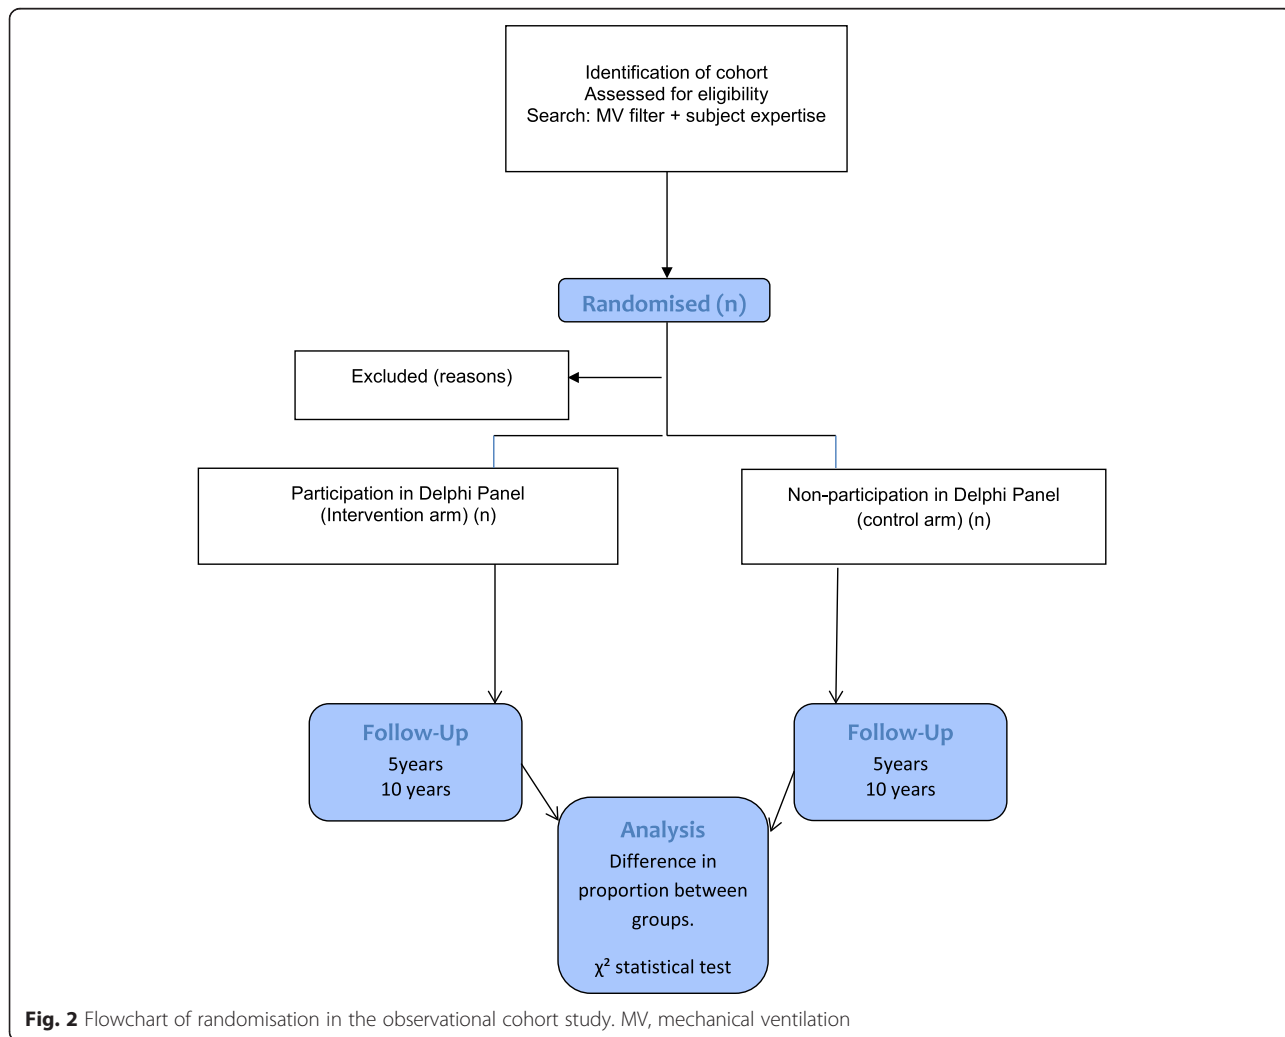 Identification of cohort
Assessed for eligibility
Search: MV filter + subject expertise
Randomised (n)
Excluded (reasons)
Participation in Delphi Panel
(Intervention arm) (n)
Non-participation in Delphi Panel
(control arm) (n)
Follow-Up
5years
10 years
Follow-Up
5years
10 years
Analysis
Difference in
proportion between
groups.
χ² statistical test
Fig. 2 Flowchart of randomisation in the observational cohort study. MV, mechanical ventilation